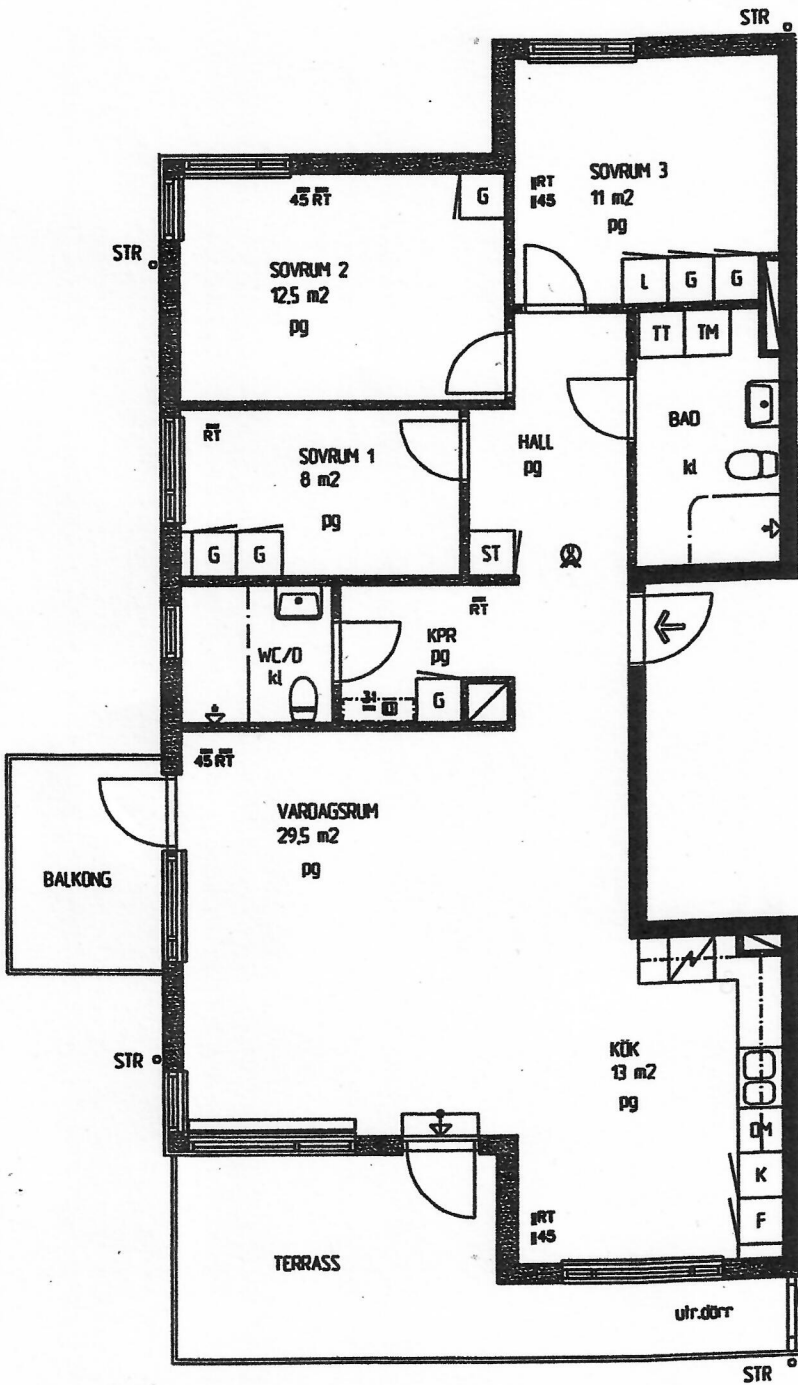 STR
SOVRUM 3
11 m2
pg
RT
45
L
G
G
45 RT
G
SOVRUM 2
12,5 m2
pg
STR
TT
TM
BAD
kl
HALL
pg
RT
SOVRUM 1
8 m2
pg
G
G
ST
WC/D
kl
RT
KPR
pg
31
G
45 RT
VARDAGSRUM
29,5 m2
pg
BALKONG
STR
KÖK
13 m2
pg
DM
K
F
RT
45
TERRASS
utr.dörr
STR